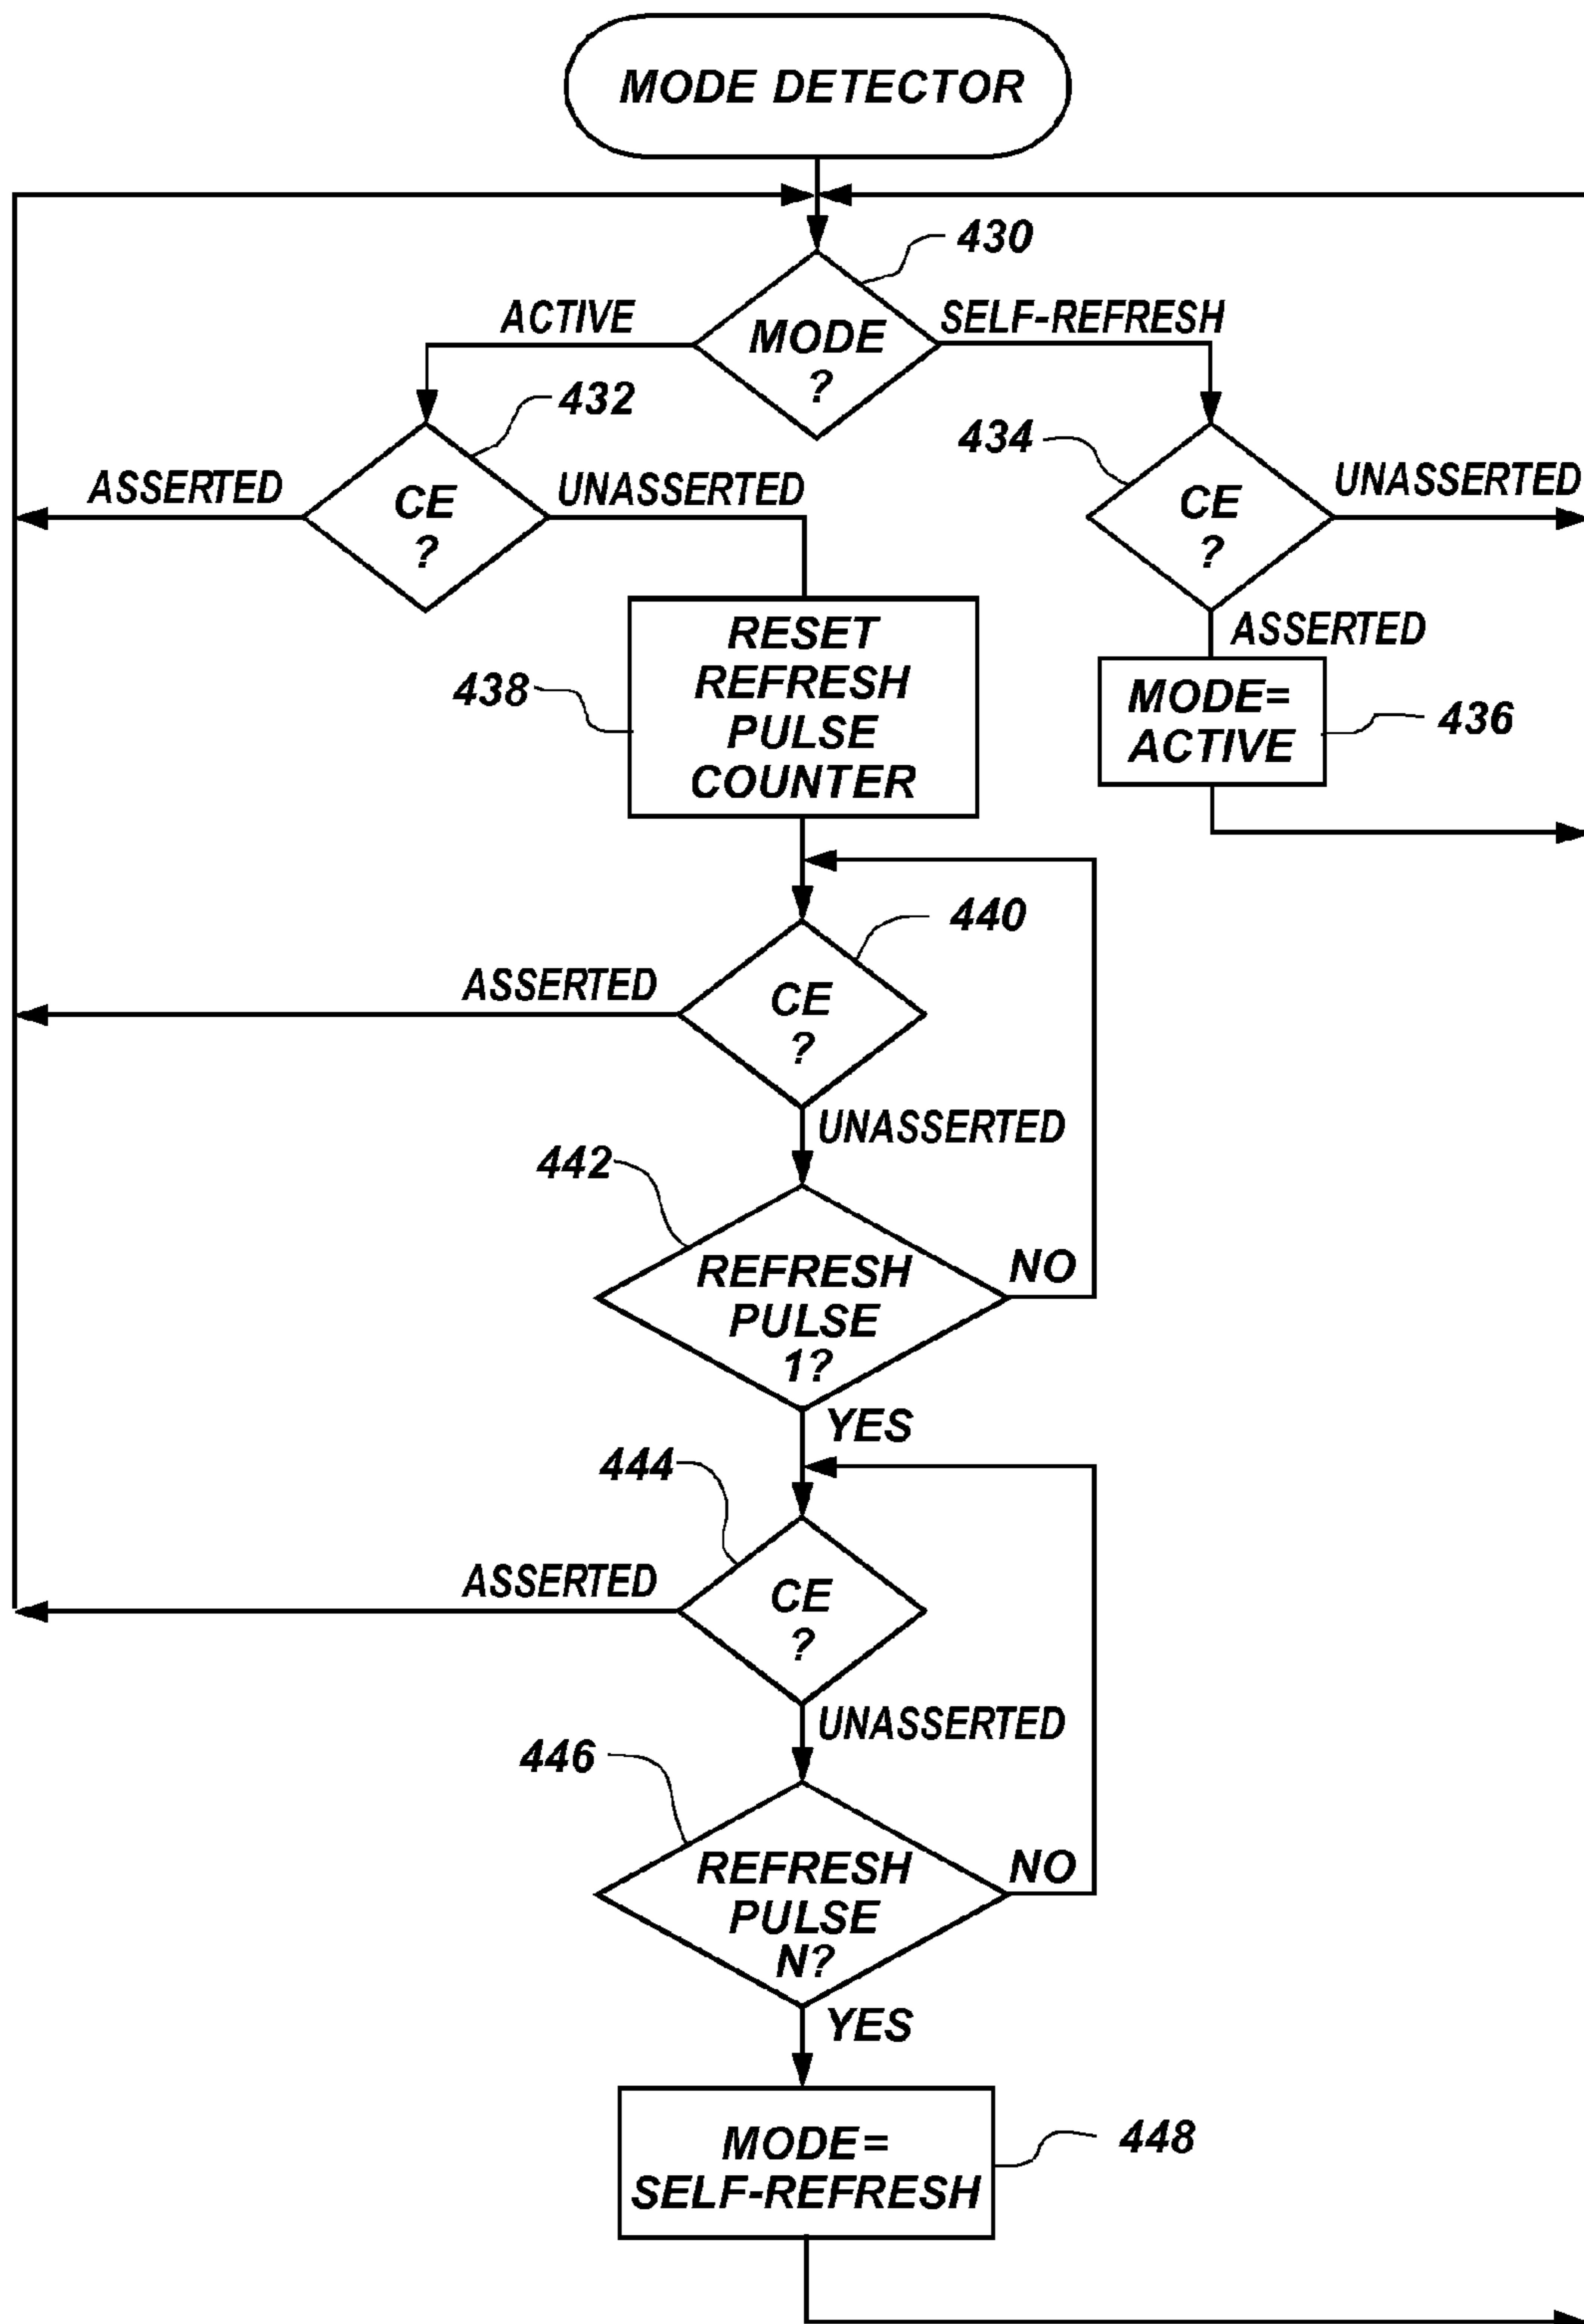 MODE DETECTOR
430
ACTIVE
SELF-REFRESH
MODE
?
432
434
ASSERTED
CE
?
UNASSERTED
CE
?
UNASSERTED
ASSERTED
438
RESET
REFRESH
PULSE
COUNTER
MODE=
ACTIVE
436
440
ASSERTED
CE
?
UNASSERTED
442
REFRESH
PULSE
1?
NO
YES
444
ASSERTED
CE
?
UNASSERTED
446
REFRESH
PULSE
N?
NO
YES
MODE=
SELF-REFRESH
448